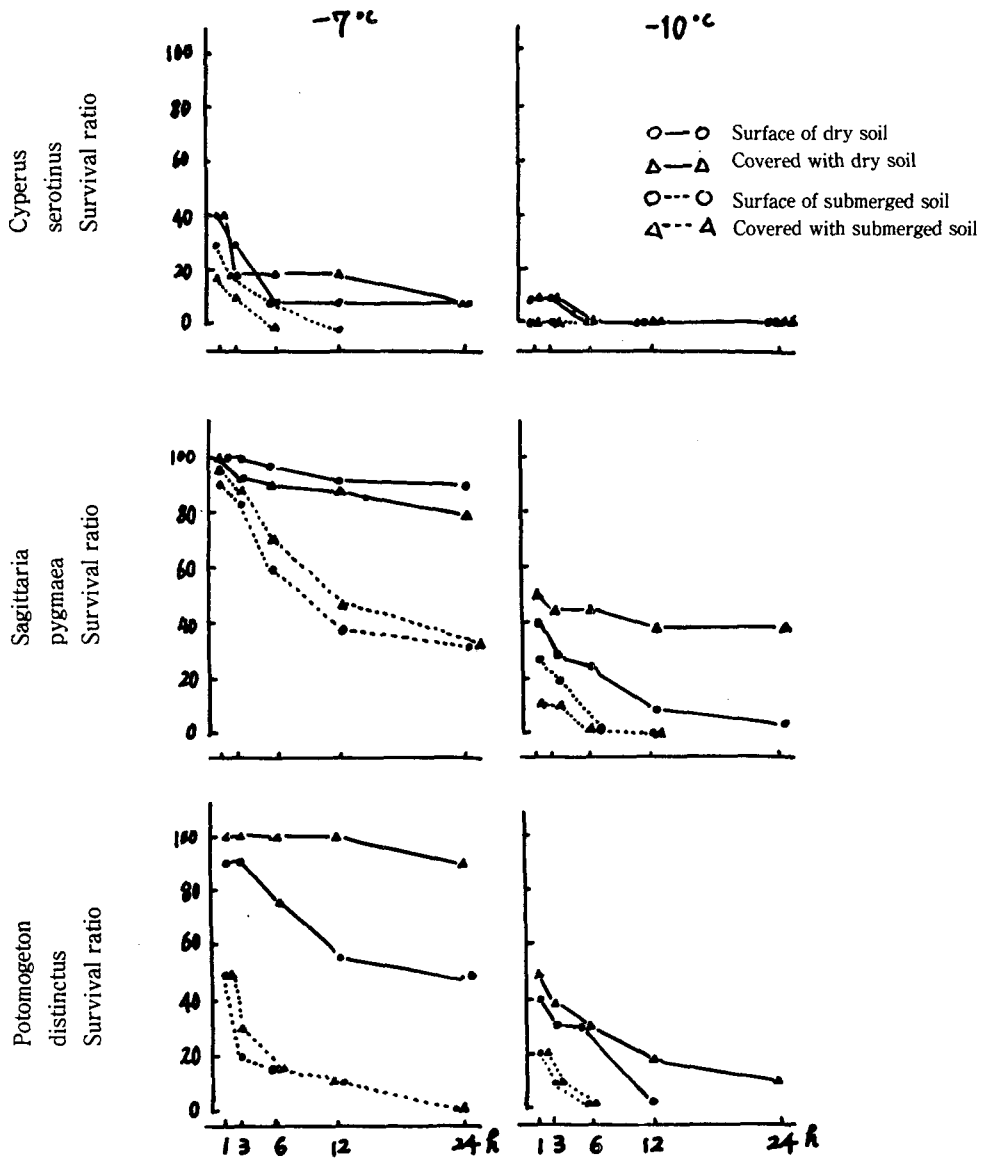 -7°C
-10°C
Cyperus
serotinus
Survival ratio
100
80
60
40
20
0
Surface of dry soil
Covered with dry soil
Surface of submerged soil
Covered with submerged soil
Sagittaria
pygmaea
Survival ratio
100
80
60
40
20
0
Potomogeton
distinctus
Survival ratio
100
80
60
40
20
0
1 3 6 12 24 h
1 3 6 12 24 h